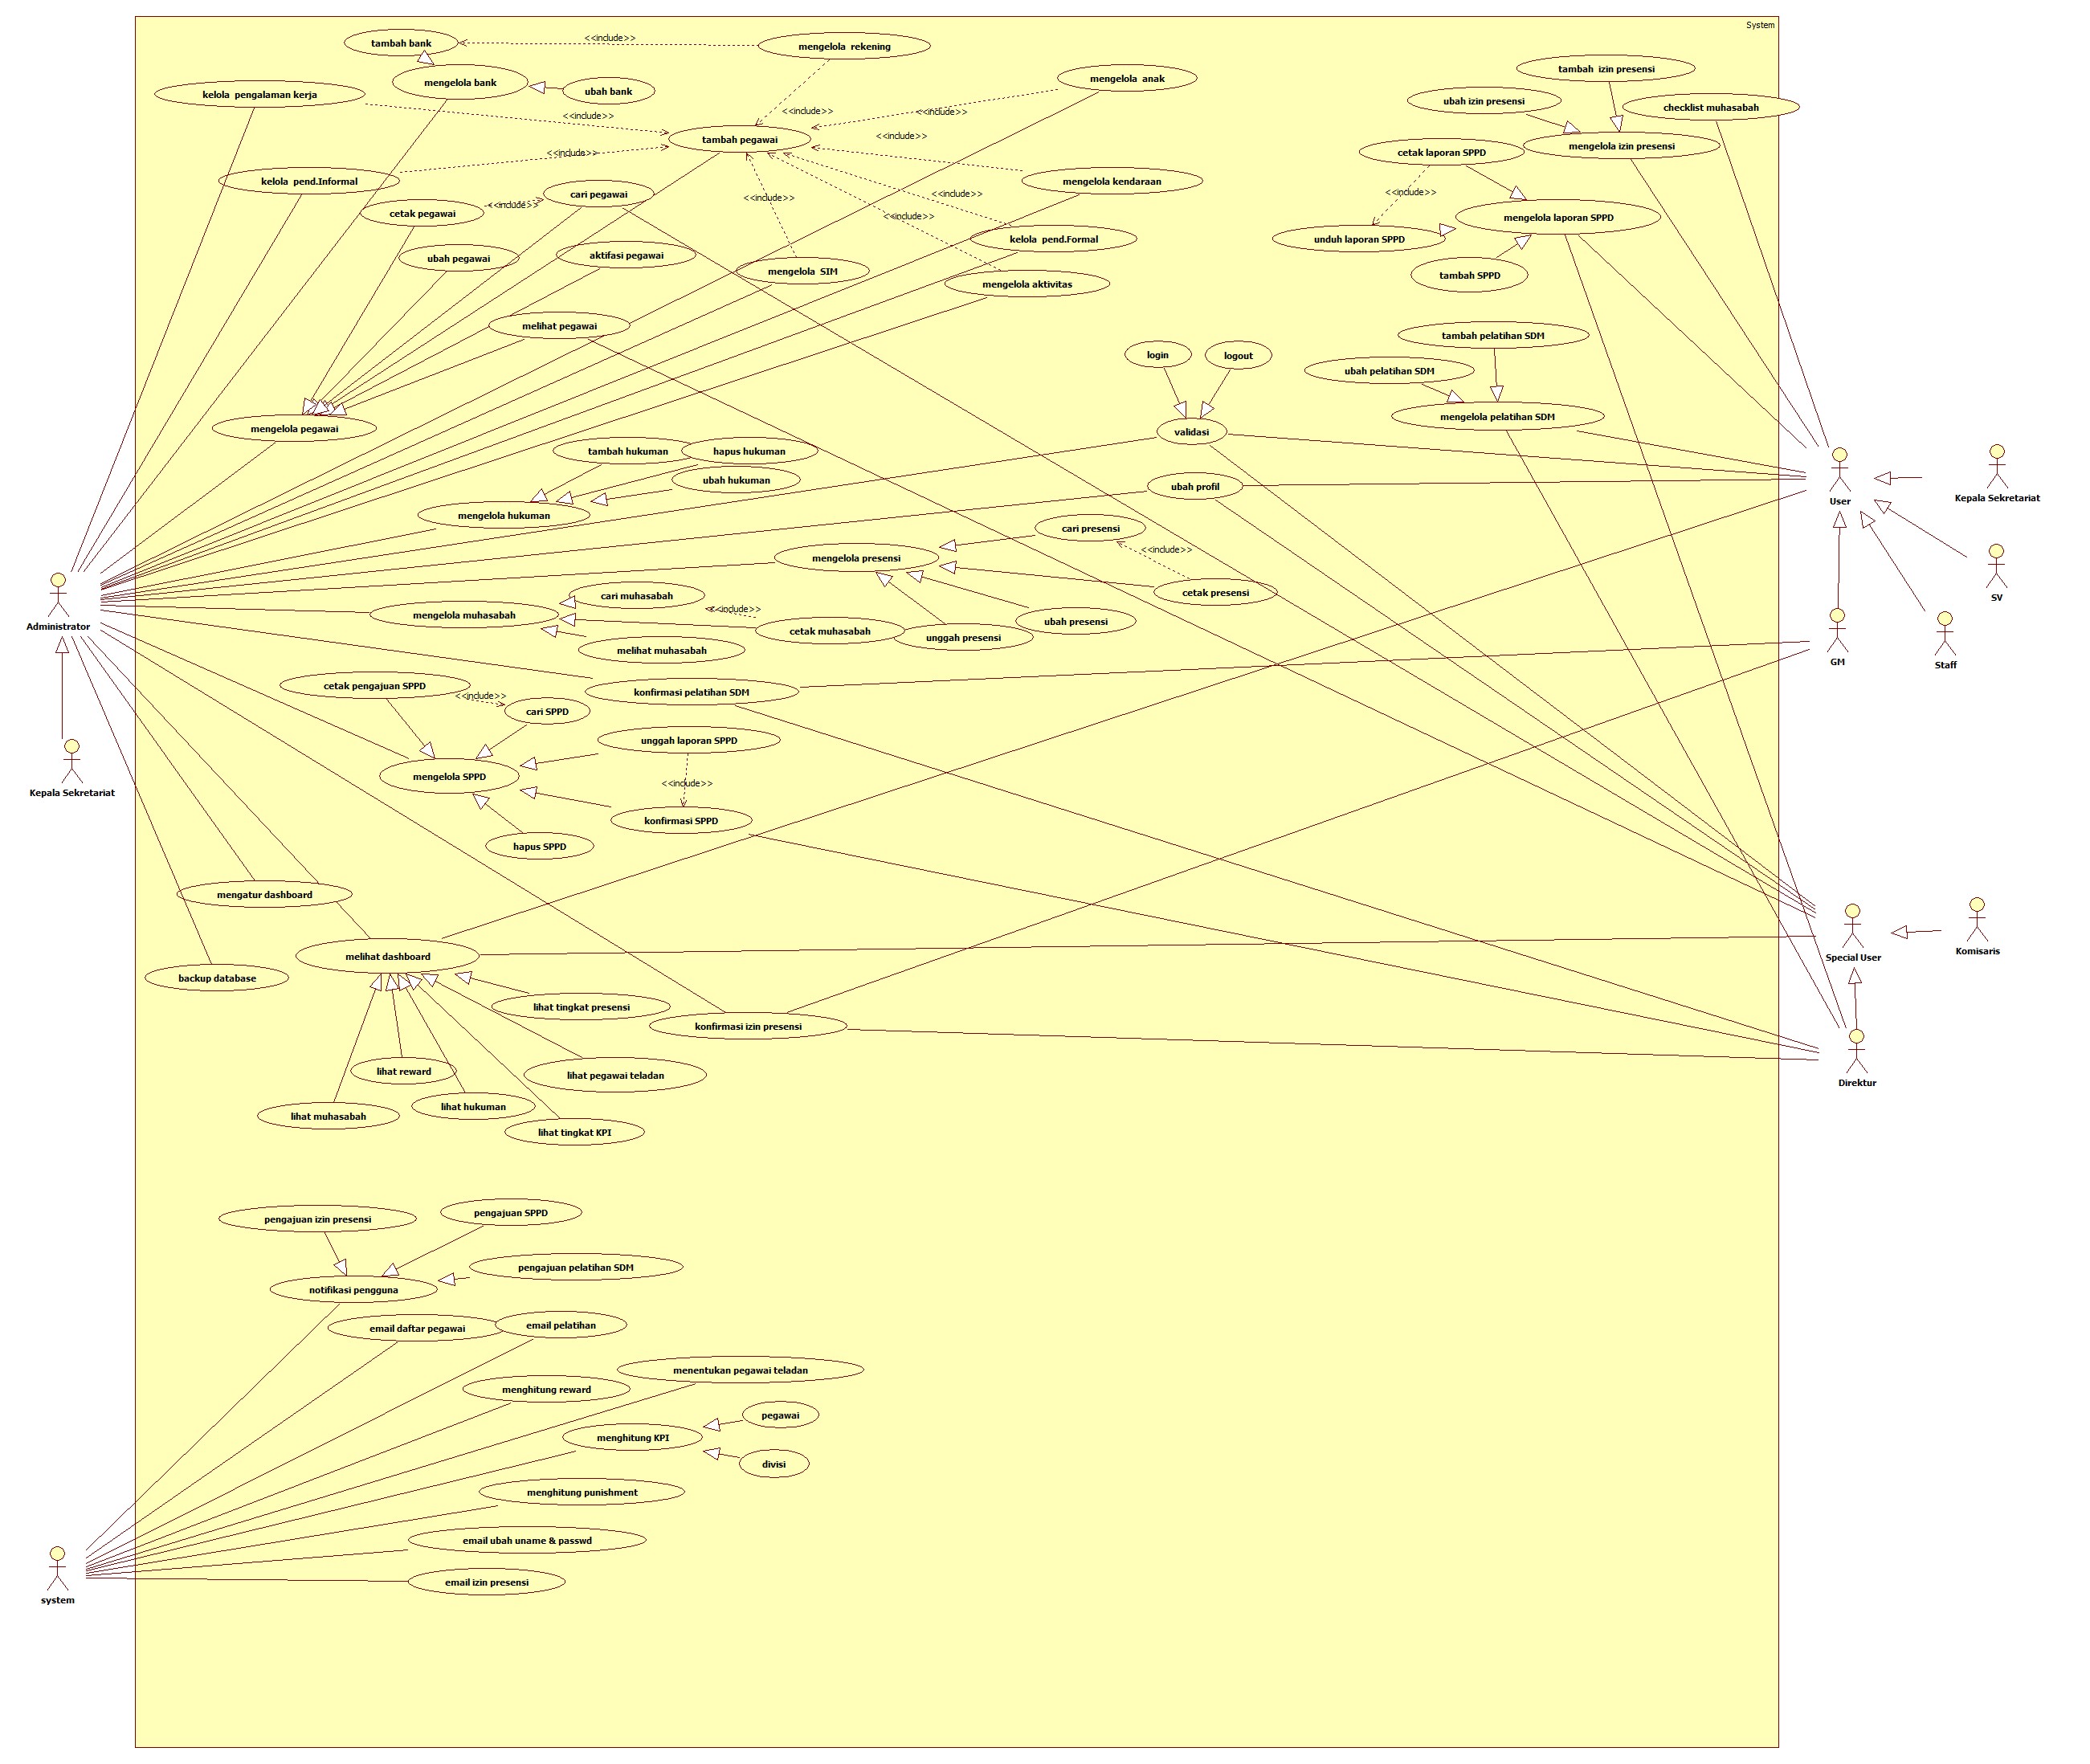 System
tambah bank
<<include>>
mengelola  rekening
mengelola bank
ubah bank
kelola  pengalaman kerja
<<include>>
mengelola  anak
<<include>>
<<include>>
tambah pegawai
<<include>>
<<include>>
kelola  pend.Informal
cari pegawai
<<include>>
cetak pegawai
<<include>>
<<include>>
<<include>>
mengelola kendaraan
ubah pegawai
aktifasi pegawai
kelola  pend.Formal
mengelola  SIM
mengelola aktivitas
melihat pegawai
mengelola pegawai
tambah  izin presensi
ubah izin presensi
checklist muhasabah
mengelola izin presensi
cetak laporan SPPD
<<include>>
mengelola laporan SPPD
unduh laporan SPPD
tambah SPPD
tambah pelatihan SDM
ubah pelatihan SDM
mengelola pelatihan SDM
login
logout
validasi
tambah hukuman
hapus hukuman
ubah hukuman
mengelola hukuman
ubah profil
User
Kepala Sekretariat
cari presensi
mengelola presensi
<<include>>
cetak presensi
ubah presensi
unggah presensi
SV
GM
Staff
Administrator
cari muhasabah
mengelola muhasabah
<<include>>
cetak muhasabah
melihat muhasabah
cetak pengajuan SPPD
<<include>>
cari SPPD
konfirmasi pelatihan SDM
unggah laporan SPPD
mengelola SPPD
<<include>>
konfirmasi SPPD
hapus SPPD
Kepala Sekretariat
mengatur dashboard
melihat dashboard
backup database
lihat tingkat presensi
konfirmasi izin presensi
Special User
Komisaris
Direktur
lihat reward
lihat pegawai teladan
lihat muhasabah
lihat hukuman
lihat tingkat KPI
pengajuan izin presensi
pengajuan SPPD
pengajuan pelatihan SDM
notifikasi pengguna
email daftar pegawai
email pelatihan
menentukan pegawai teladan
menghitung reward
pegawai
menghitung KPI
divisi
menghitung punishment
email ubah uname & passwd
email izin presensi
system